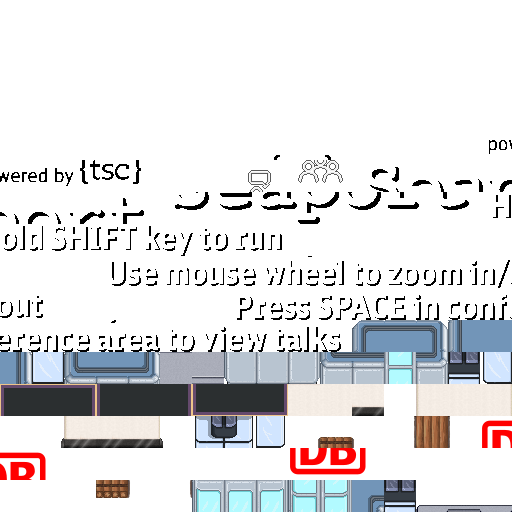 pow
wered by {tsc}
H
old SHIFT key to run
Use mouse wheel to zoom in/
out
Press SPACE in conf
erence area to view talks
DB
DB